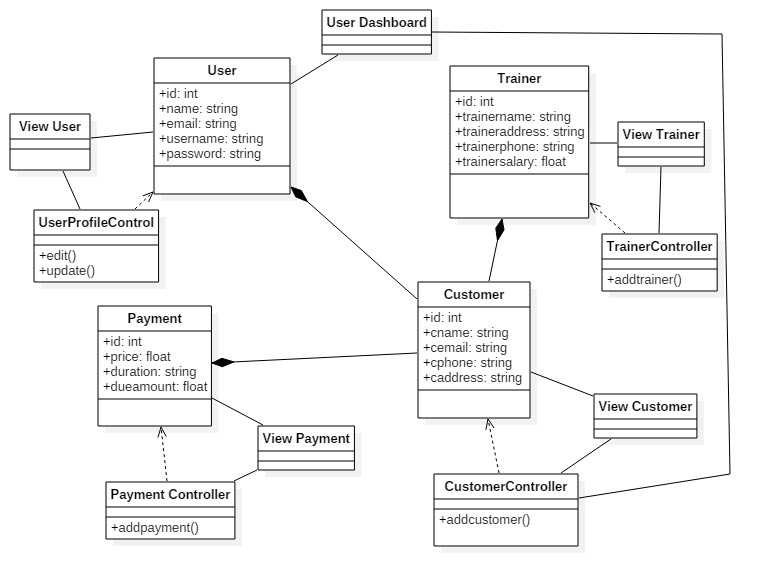 User Dashboard
User
+id: int
+name: string
+email: string
+username: string
+password: string
Trainer
+id: int
+trainername: string
+traineraddress: string
+trainerphone: string
+trainersalary: float
View User
View Trainer
UserProfileControl
+edit()
+update()
TrainerController
+addtrainer()
Customer
+id: int
+cname: string
+cemail: string
+cphone: string
+caddress: string
Payment
+id: int
+price: float
+duration: string
+dueamount: float
View Customer
View Payment
Payment Controller
+addpayment()
CustomerController
+addcustomer()